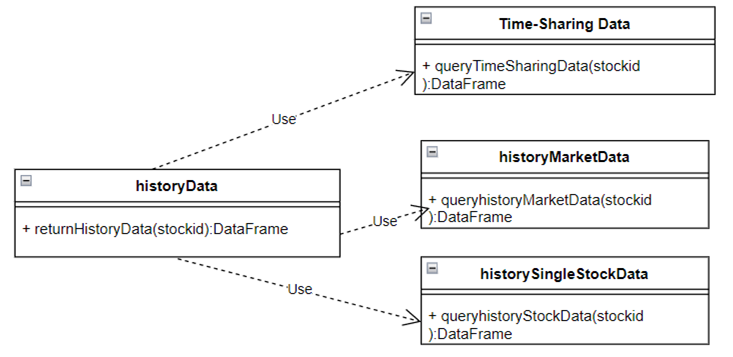 Time-Sharing Data
+ queryTimeSharingData(stockid
):DataFrame
Use
historyMarketData
+ queryhistoryMarketData(stockid
):DataFrame
historyData
+ returnHistoryData(stockid):DataFrame
Use
historySingleStockData
+ queryhistoryStockData(stockid
):DataFrame
Use